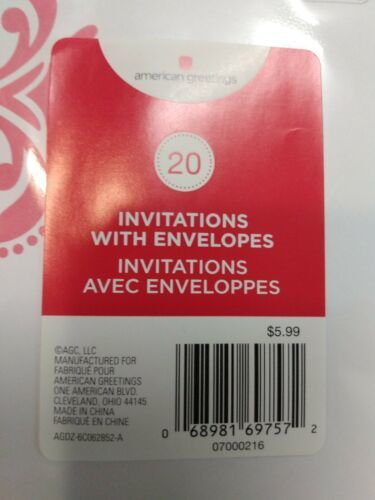 american greetings
20
INVITATIONS
WITH ENVELOPES
INVITATIONS
AVEC ENVELOPPES
$5.99
©AGC, LLC
MANUFACTURED FOR
FABRIQUÉ POUR
AMERICAN GREETINGS
ONE AMERICAN BLVD.
CLEVELAND, OHIO 44145
MADE IN CHINA
FABRIQUÉ EN CHINE
AGDZ-6C062852-A
0 68981 69757 2
07000216